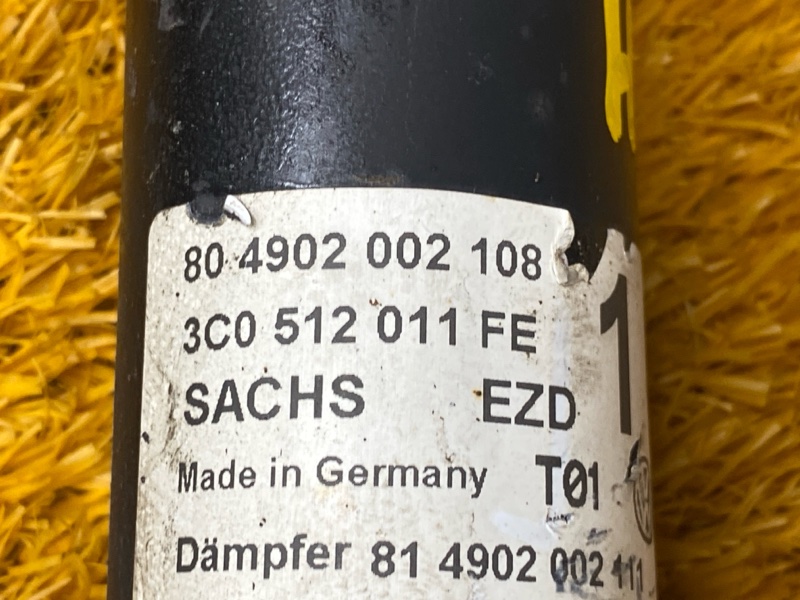 80 4902 002 108
3C0 512 011 FE
1
SACHS EZD
Made in Germany T01
Dämpfer 81 4902 002 111